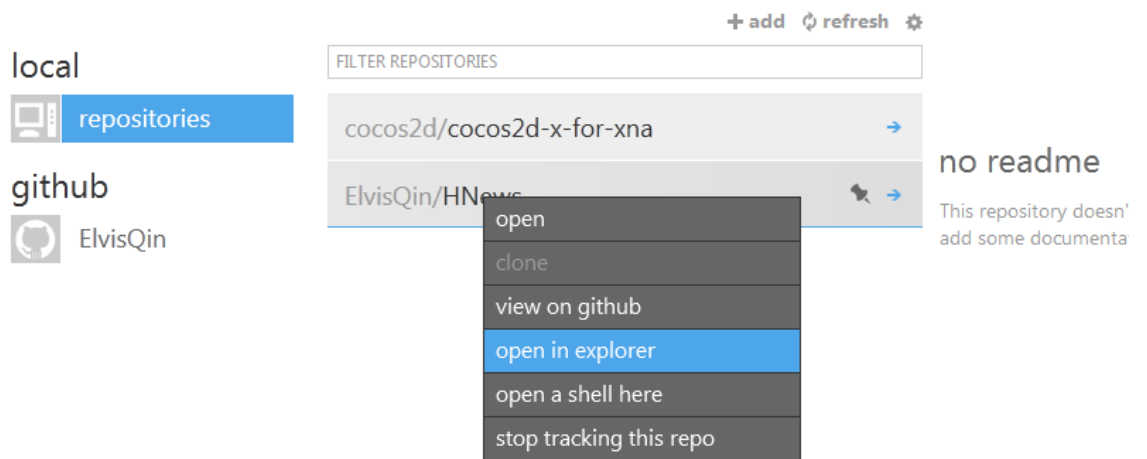 add refresh
local
FILTER REPOSITORIES
repositories
cocos2d/cocos2d-x-for-xna
github
ElvisQin/HNews
no readme
ElvisQin
This repository doesn'
add some documenta
open
clone
view on github
open in explorer
open a shell here
stop tracking this repo